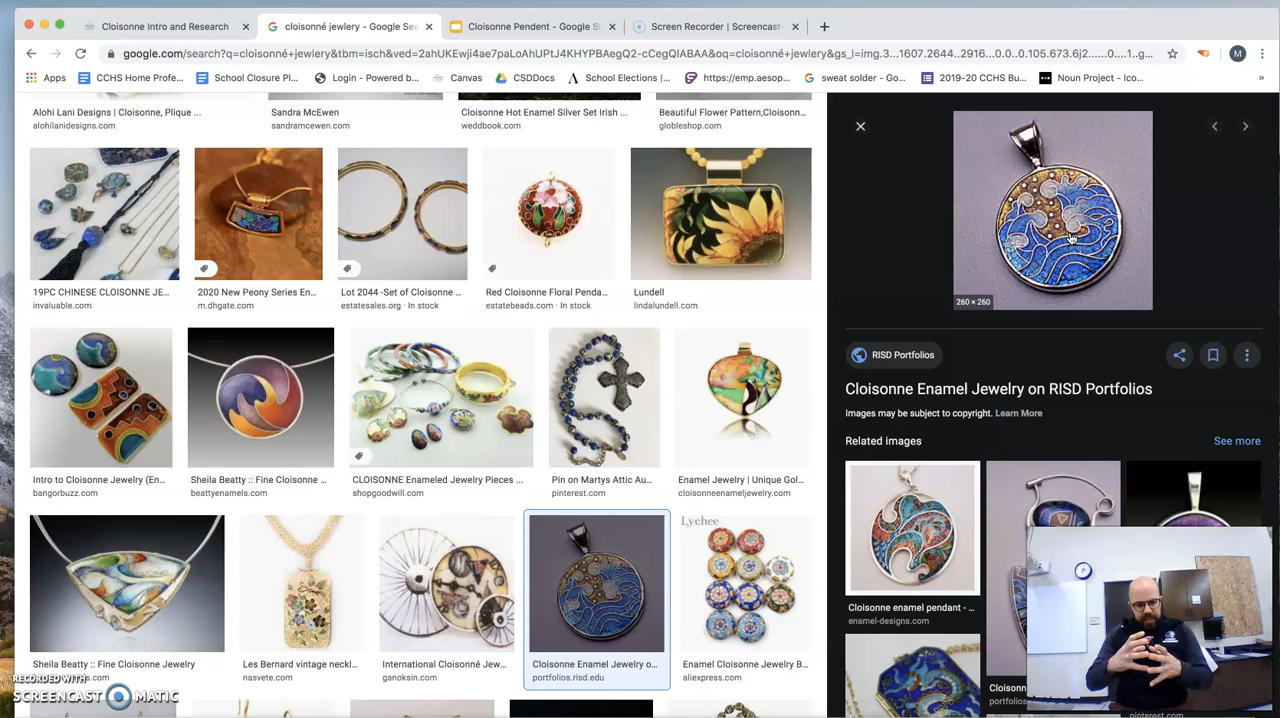 Cloisonne Intro and Research
cloisonné jewlery - Google Sea
Cloisonne Pendent - Google Sl
Screen Recorder | Screencast-
google.com/search?q=cloisonné+jewlery&tbm=isch&ved=2ahUKEwji4ae7paLoAhUPtJ4KHYPBAegQ2-cCegQIABAA&oq=cloisonné+jewlery&gs_l=img.3...1607.2644..2916...0.0..0.105.673.6j2......0....1..g...
M
Apps
CCHS Home Profe...
School Closure Pl...
Login - Powered b...
Canvas
CSDDocs
School Elections |...
https://emp.aesop...
sweat solder - Go...
2019-20 CCHS Bu...
Noun Project - Ico...
»
Alohi Lani Designs | Cloisonne, Plique ...
alohilanidesigns.com
Sandra McEwen
sandramcewen.com
Cloisonne Hot Enamel Silver Set Irish ...
weddbook.com
Beautiful Flower Pattern,Cloisonn...
globleshop.com
19PC CHINESE CLOISONNE JE...
invaluable.com
2020 New Peony Series En...
m.dhgate.com
Lot 2044 -Set of Cloisonne ...
estatesales.org · In stock
Red Cloisonne Floral Penda...
estatebeads.com · In stock
Lundell
lindalundell.com
Intro to Cloisonne Jewelry (En...
bangorbuzz.com
Sheila Beatty :: Fine Cloisonne ...
beattyenamels.com
CLOISONNE Enameled Jewelry Pieces ...
shopgoodwill.com
Pin on Martys Attic Au...
pinterest.com
Enamel Jewelry | Unique Gol...
cloisonneenameljewelry.com
Lychee
Sheila Beatty :: Fine Cloisonne Jewelry
Les Bernard vintage neckl...
nasvete.com
International Cloisonné Jew...
ganoksin.com
Cloisonne Enamel Jewelry o...
portfolios.risd.edu
Enamel Cloisonne Jewelry B...
aliexpress.com
RECORDED WITH
SCREENCAST MATIC
260 × 260
RISD Portfolios
Cloisonne Enamel Jewelry on RISD Portfolios
Images may be subject to copyright. Learn More
Related images
See more
Cloisonne enamel pendant - ...
enamel-designs.com
Cloisonn
portfolios
pinterest.com